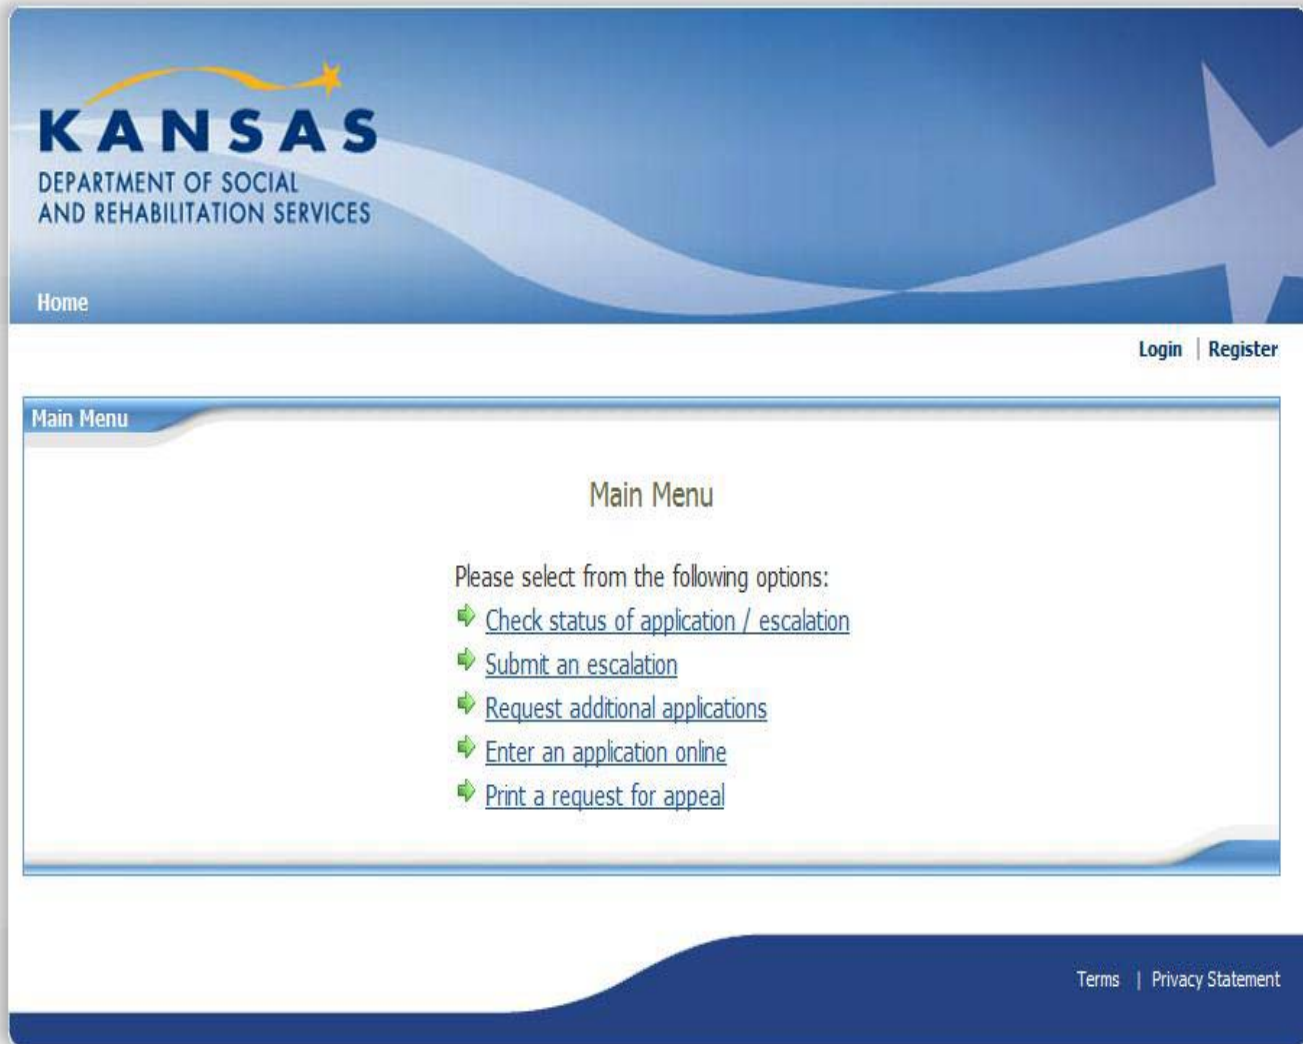 KANSAS
DEPARTMENT OF SOCIAL
AND REHABILITATION SERVICES
Home
Login | Register
Main Menu
Main Menu
Please select from the following options:
Check status of application / escalation
Submit an escalation
Request additional applications
Enter an application online
Print a request for appeal
Terms | Privacy Statement